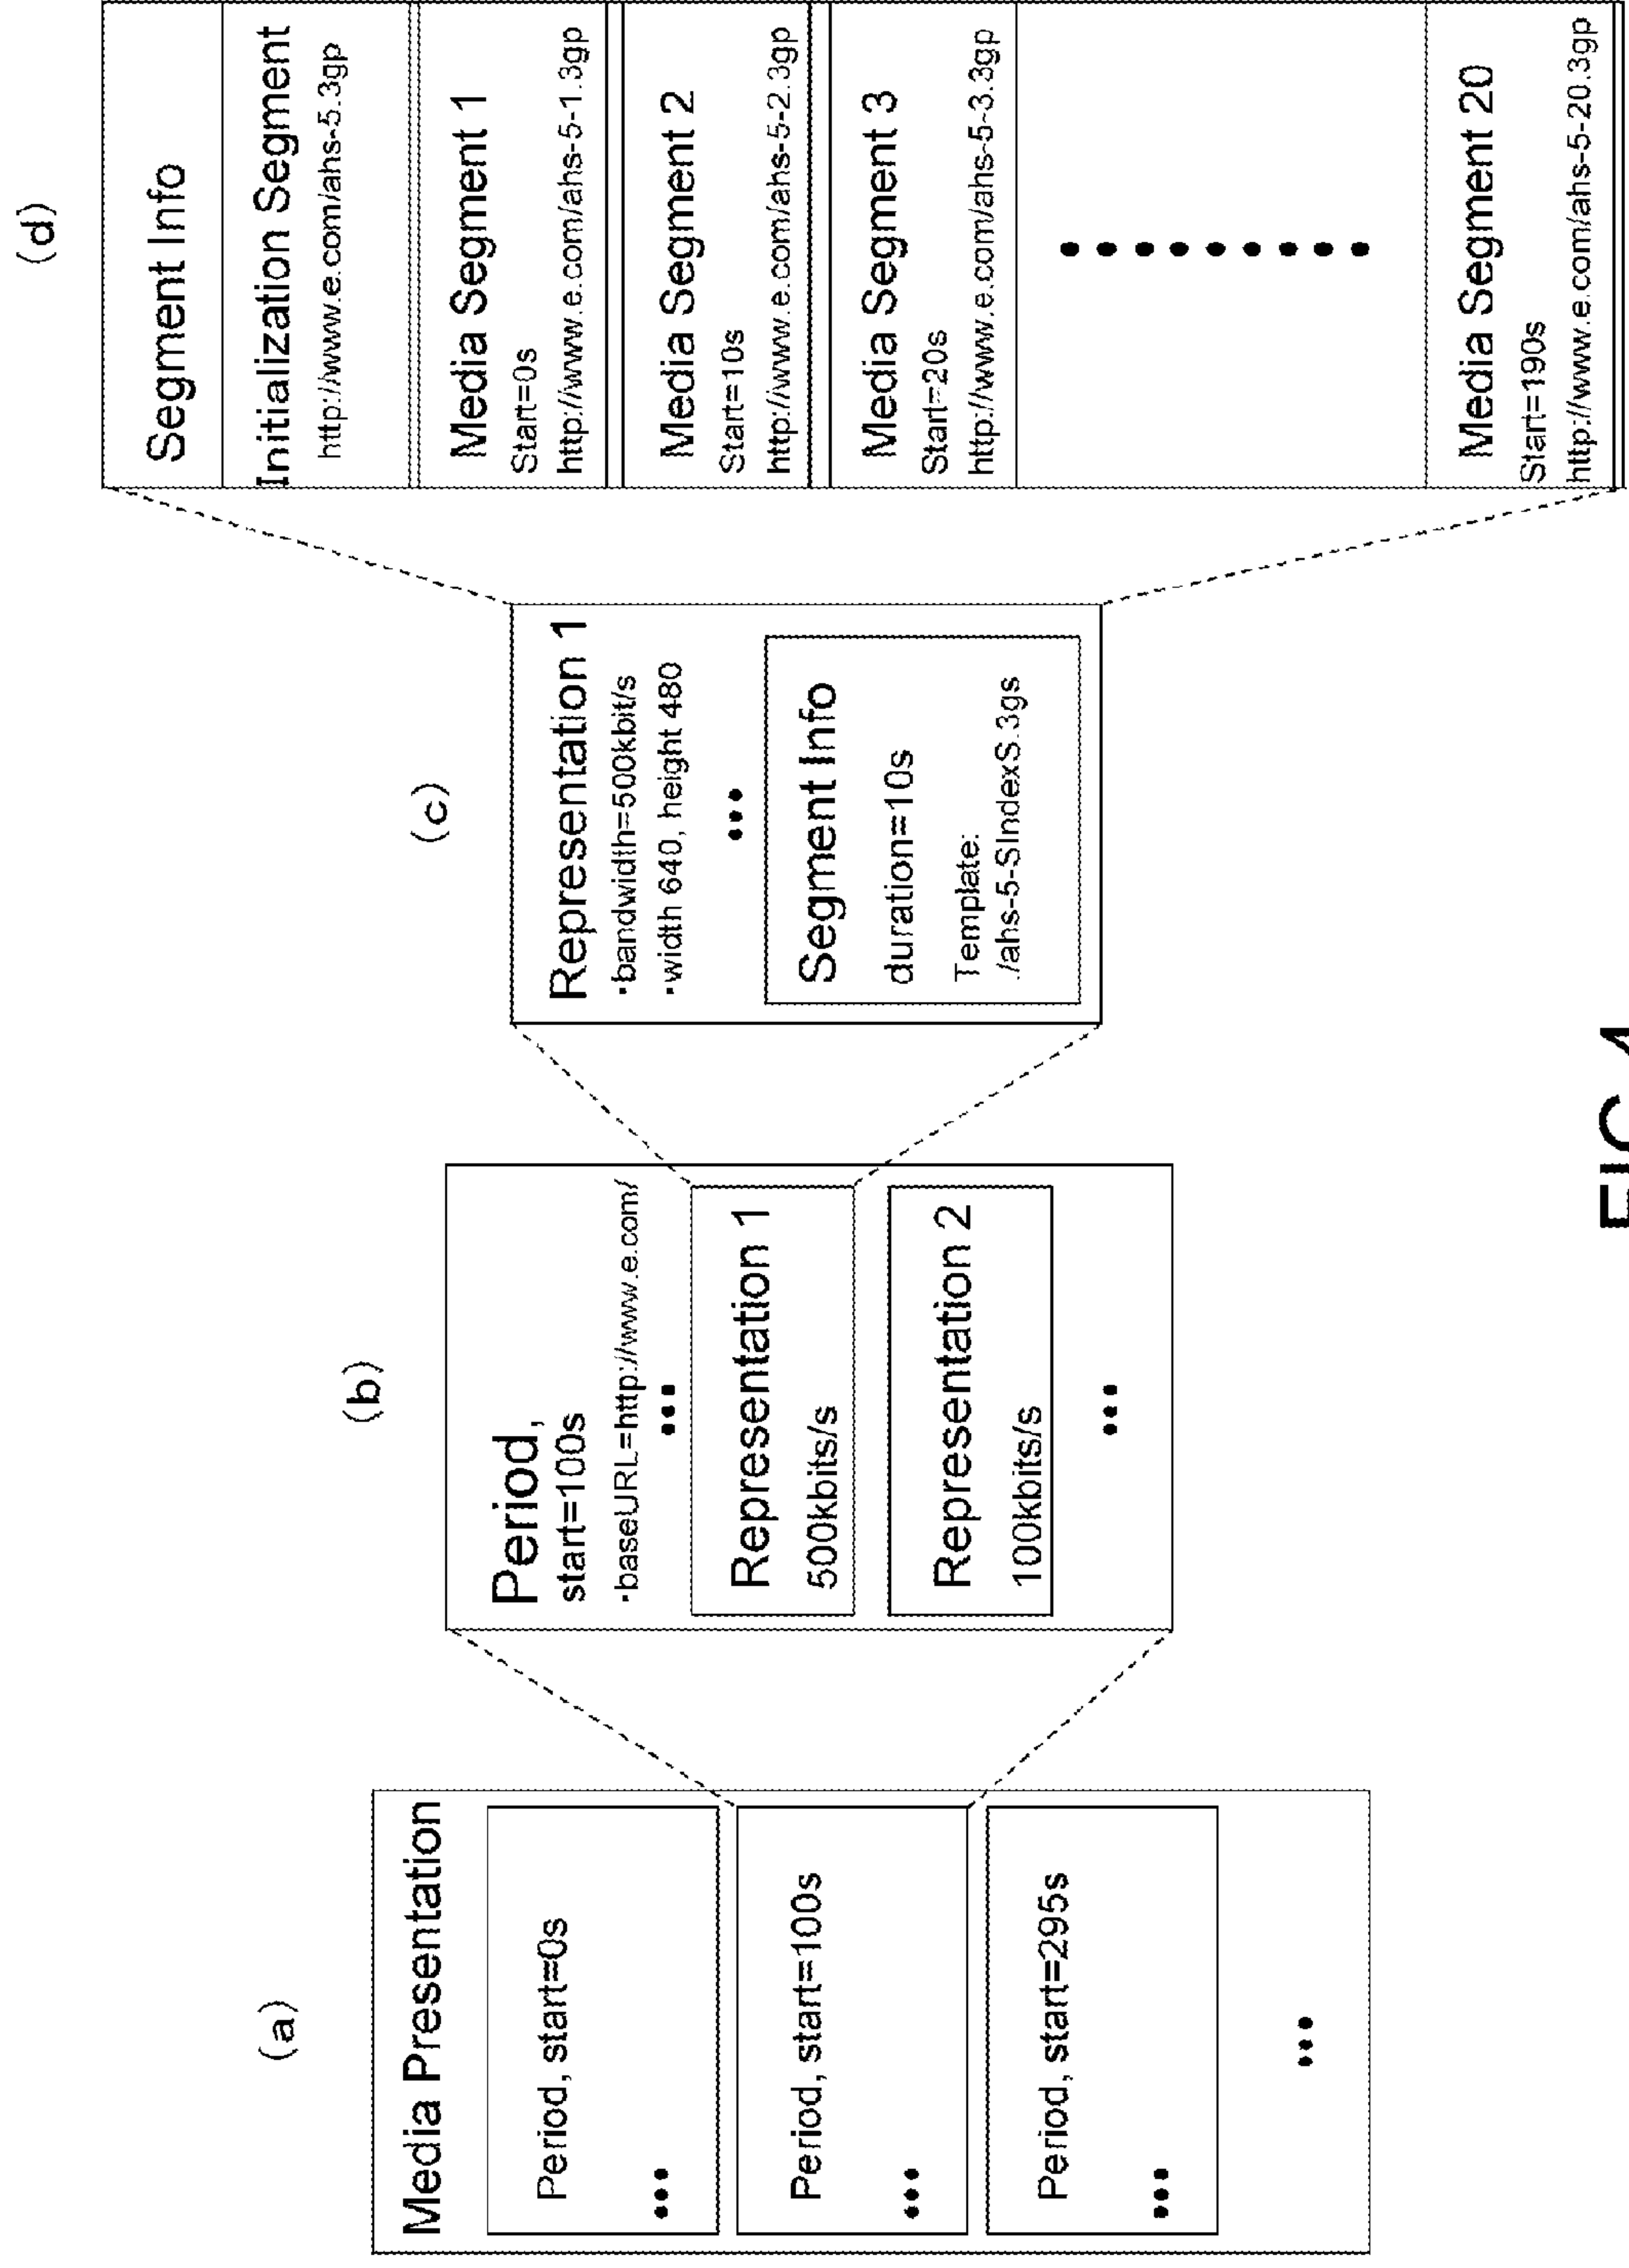 (a)
Media Presentation
Period, start=0s
•••
Period, start=100s
•••
Period, start=295s
•••
•••
(b)
Period,
start=100s
•baseURL=http://www.e.com/
•••
Representation 1
500kbits/s
Representation 2
100kbits/s
•••
(c)
Representation 1
•bandwidth=500kbit/s
•width 640, height 480
•••
Segment Info
duration=10s
Template:
./ahs-5-SIndexS.3gs
(d)
Segment Info
Initialization Segment
http://www.e.com/ahs-5.3gp
Media Segment 1
Start=0s
http://www.e.com/ahs-5-1.3gp
Media Segment 2
Start=10s
http://www.e.com/ahs-5-2.3gp
Media Segment 3
Start=20s
http://www.e.com/ahs-5-3.3gp
•••••••••
Media Segment 20
Start=190s
http://www.e.com/ahs-5-20.3gp